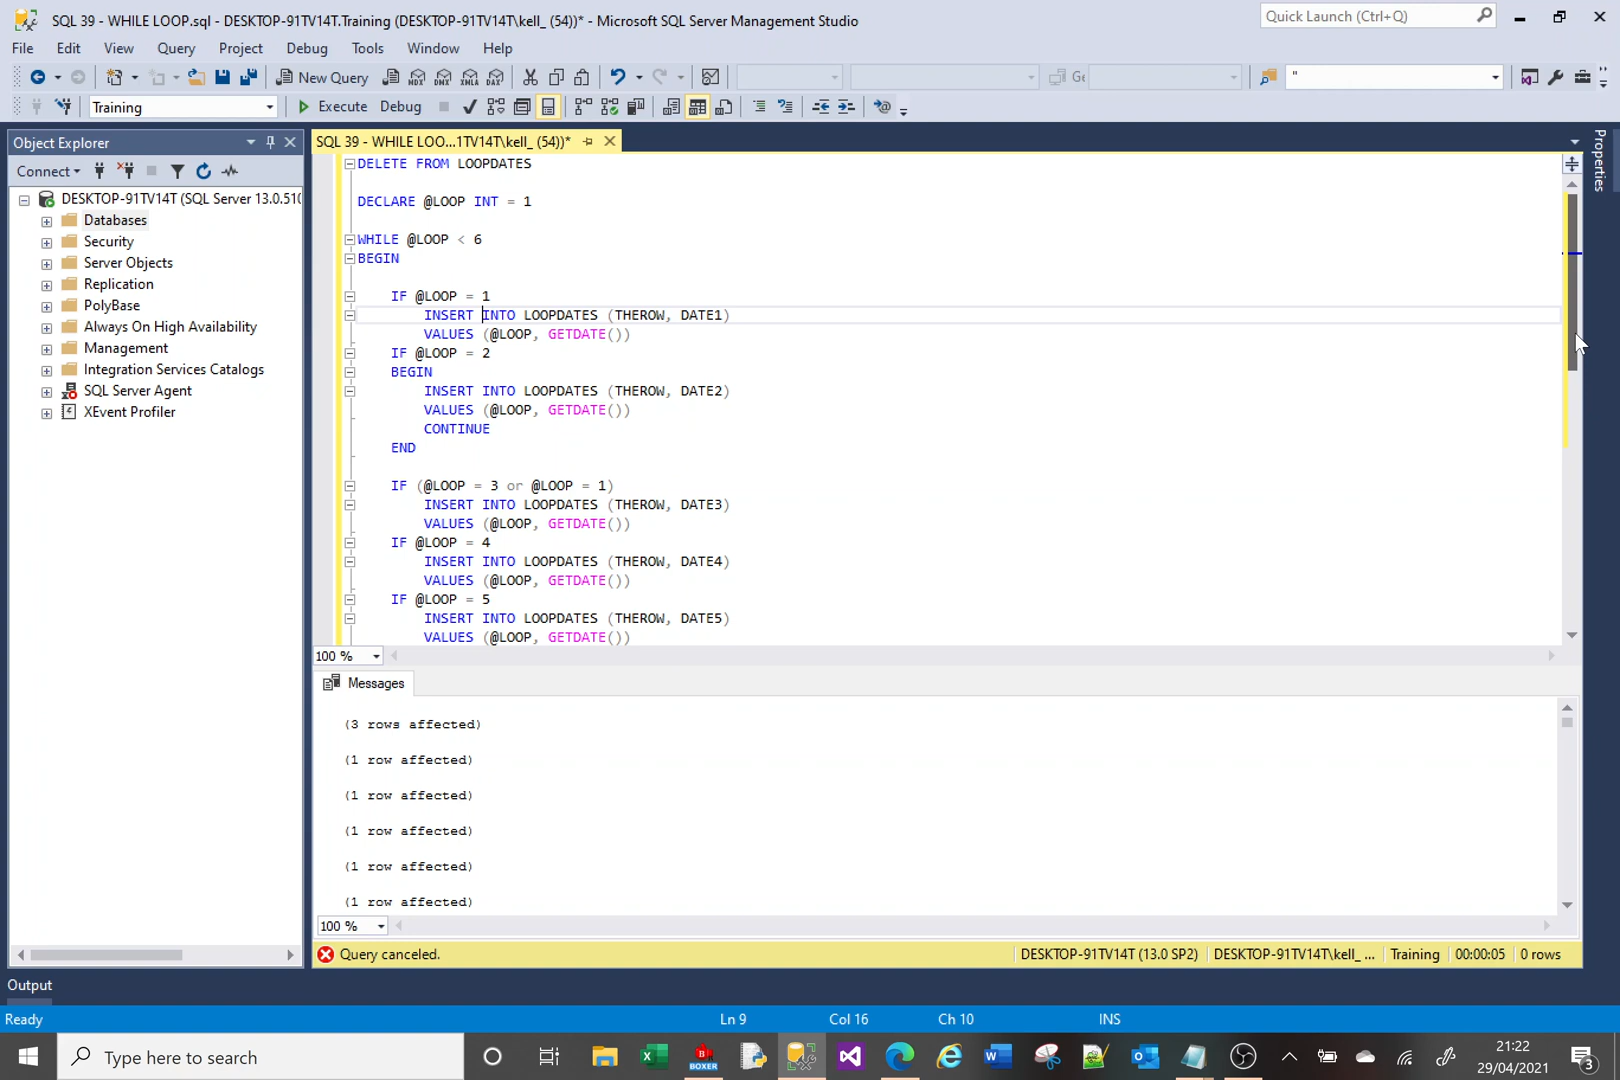 SQL 39 - WHILE LOOP.sql - DESKTOP-91TV14T.Training (DESKTOP-91TV14T\kell_ (54))* - Microsoft SQL Server Management Studio
Quick Launch (Ctrl+Q)
File Edit View Query Project Debug Tools Window Help
New Query MDX DMX XMLA DAX Ge "
Training Execute Debug
Object Explorer
Connect
DESKTOP-91TV14T (SQL Server 13.0.510
Databases
Security
Server Objects
Replication
PolyBase
Always On High Availability
Management
Integration Services Catalogs
SQL Server Agent
XEvent Profiler
SQL 39 - WHILE LOO...1TV14T\kell_ (54))*
Properties
DELETE FROM LOOPDATES
DECLARE @LOOP INT = 1
WHILE @LOOP < 6
BEGIN
IF @LOOP = 1
INSERT INTO LOOPDATES (THEROW, DATE1)
VALUES (@LOOP, GETDATE())
IF @LOOP = 2
BEGIN
INSERT INTO LOOPDATES (THEROW, DATE2)
VALUES (@LOOP, GETDATE())
CONTINUE
END
IF (@LOOP = 3 or @LOOP = 1)
INSERT INTO LOOPDATES (THEROW, DATE3)
VALUES (@LOOP, GETDATE())
IF @LOOP = 4
INSERT INTO LOOPDATES (THEROW, DATE4)
VALUES (@LOOP, GETDATE())
IF @LOOP = 5
INSERT INTO LOOPDATES (THEROW, DATE5)
VALUES (@LOOP, GETDATE())
100 %
Messages
(3 rows affected)
(1 row affected)
(1 row affected)
(1 row affected)
(1 row affected)
(1 row affected)
100 %
Query canceled. DESKTOP-91TV14T (13.0 SP2) DESKTOP-91TV14T\kell_ ... Training 00:00:05 0 rows
Output
Ready Ln 9 Col 16 Ch 10 INS
Type here to search
BOXER
21:22
29/04/2021
3